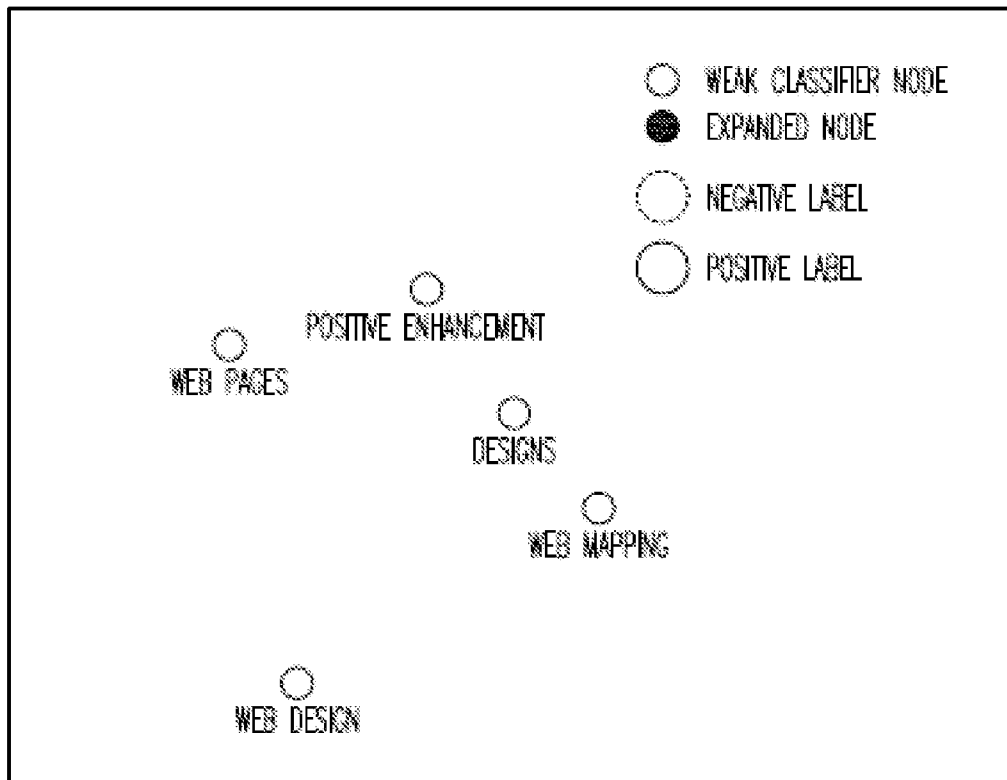 WEAK CLASSIFIER NODE
EXPANDED NODE
NEGATIVE LABEL
POSITIVE LABEL
POSITIVE ENHANCEMENT
WEB PAGES
DESIGNS
WEB MAPPING
WEB DESIGN